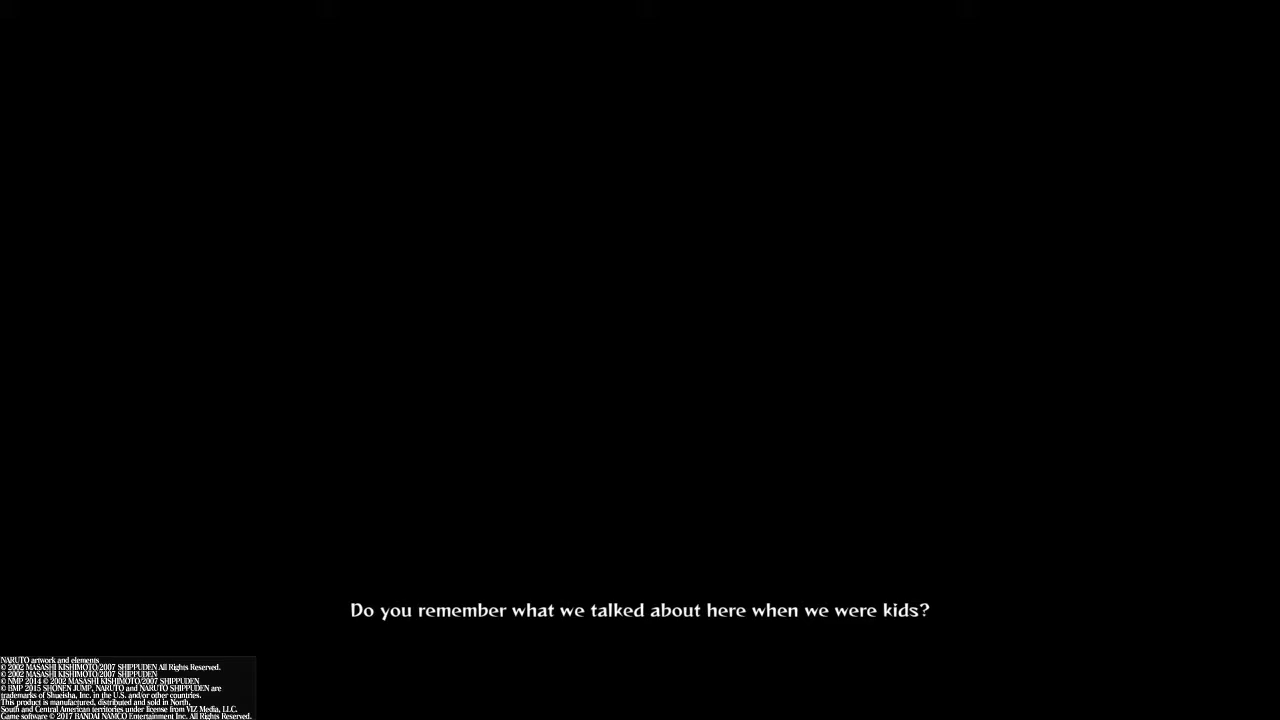 Do you remember what we talked about here when we were kids?
NARUTO artwork and elements
© 2002 MASASHI KISHIMOTO/2007 SHIPPUDEN All Rights Reserved.
© 2002 MASASHI KISHIMOTO/2007 SHIPPUDEN
© NMP 2014 © 2002 MASASHI KISHIMOTO/2007 SHIPPUDEN
© BMP 2015 SHONEN JUMP, NARUTO and NARUTO SHIPPUDEN are
trademarks of Shueisha, Inc. in the U.S. and/or other countries.
This product is manufactured, distributed and sold in North,
South and Central American territories under license from VIZ Media, LLC.
Game software © 2017 BANDAI NAMCO Entertainment Inc. All Rights Reserved.